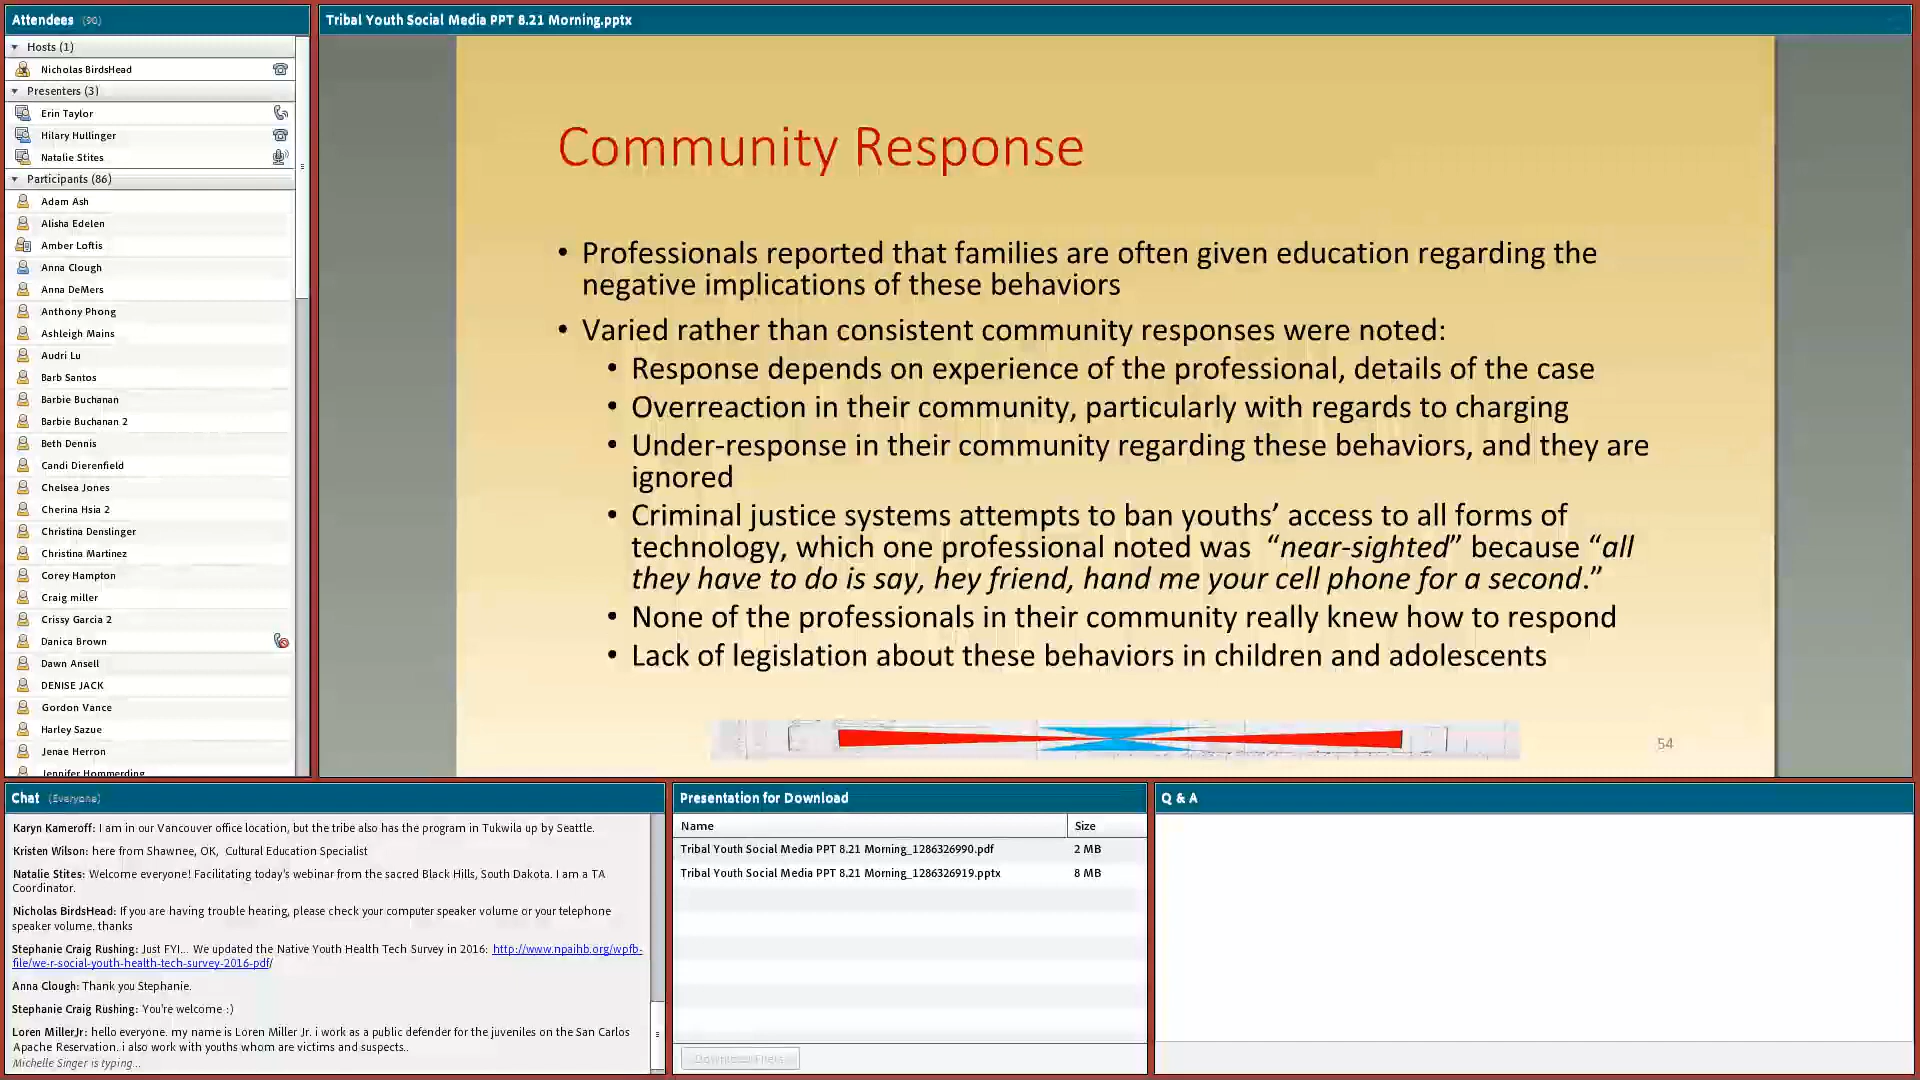 Attendees (90)
Hosts (1)
Nicholas BirdsHead
Presenters (3)
Erin Taylor
Hilary Hullinger
Natalie Stites
Participants (86)
Adam Ash
Alisha Edelen
Amber Loftis
Anna Clough
Anna DeMers
Anthony Phong
Ashleigh Mains
Audri Lu
Barb Santos
Barbie Buchanan
Barbie Buchanan 2
Beth Dennis
Candi Dierenfield
Chelsea Jones
Cherina Hsia 2
Christina Denslinger
Christina Martinez
Corey Hampton
Craig miller
Crissy Garcia 2
Danica Brown
Dawn Ansell
DENISE JACK
Gordon Vance
Harley Sazue
Jenae Herron
Jennifer Hommerding
Tribal Youth Social Media PPT 8.21 Morning.pptx
Community Response
• Professionals reported that families are often given education regarding the
negative implications of these behaviors
• Varied rather than consistent community responses were noted:
• Response depends on experience of the professional, details of the case
• Overreaction in their community, particularly with regards to charging
• Under-response in their community regarding these behaviors, and they are
ignored
• Criminal justice systems attempts to ban youths’ access to all forms of
technology, which one professional noted was “near-sighted” because “all
they have to do is say, hey friend, hand me your cell phone for a second.”
• None of the professionals in their community really knew how to respond
• Lack of legislation about these behaviors in children and adolescents
54
Chat (Everyone)
Karyn Kameroff: I am in our Vancouver office location, but the tribe also has the program in Tukwila up by Seattle.
Kristen Wilson: here from Shawnee, OK, Cultural Education Specialist
Natalie Stites: Welcome everyone! Facilitating today's webinar from the sacred Black Hills, South Dakota. I am a TA
Coordinator.
Nicholas BirdsHead: If you are having trouble hearing, please check your computer speaker volume or your telephone
speaker volume. thanks
Stephanie Craig Rushing: Just FYI... We updated the Native Youth Health Tech Survey in 2016: http://www.npaihb.org/wpfb-
file/we-r-social-youth-health-tech-survey-2016-pdf/
Anna Clough: Thank you Stephanie.
Stephanie Craig Rushing: You're welcome :)
Loren MillerJr: hello everyone. my name is Loren Miller Jr. i work as a public defender for the juveniles on the San Carlos
Apache Reservation. i also work with youths whom are victims and suspects..
Michelle Singer is typing...
Presentation for Download
Name Size
Tribal Youth Social Media PPT 8.21 Morning_1286326990.pdf 2 MB
Tribal Youth Social Media PPT 8.21 Morning_1286326919.pptx 8 MB
Download File(s)
Q & A